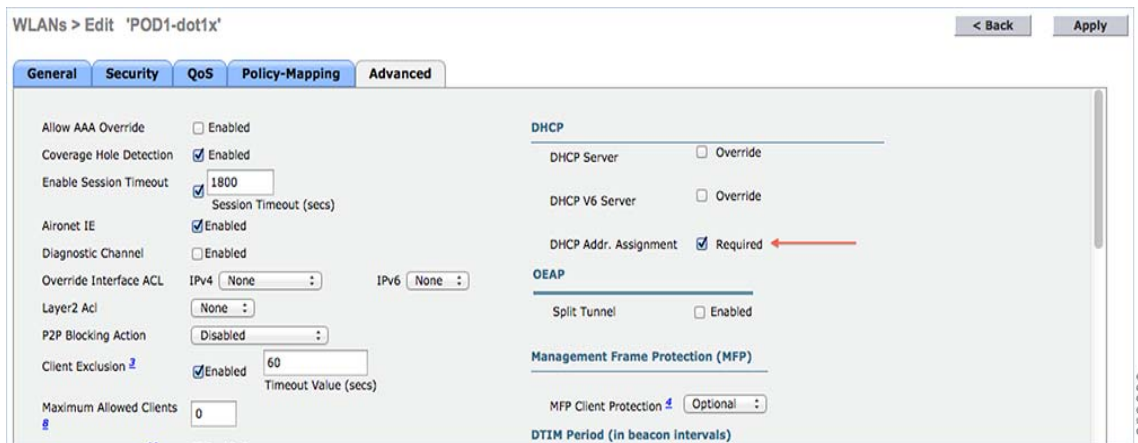 WLANs > Edit 'POD1-dot1x'
< Back
Apply
General
Security
QoS
Policy-Mapping
Advanced
Allow AAA Override Enabled
Coverage Hole Detection Enabled
Enable Session Timeout 1800
Session Timeout (secs)
Aironet IE Enabled
Diagnostic Channel Enabled
Override Interface ACL IPv4 None IPv6 None
Layer2 Acl None
P2P Blocking Action Disabled
Client Exclusion 3 Enabled 60
Timeout Value (secs)
Maximum Allowed Clients 0
8
DHCP
DHCP Server Override
DHCP V6 Server Override
DHCP Addr. Assignment Required
OEAP
Split Tunnel Enabled
Management Frame Protection (MFP)
MFP Client Protection 4 Optional
DTIM Period (in beacon intervals)